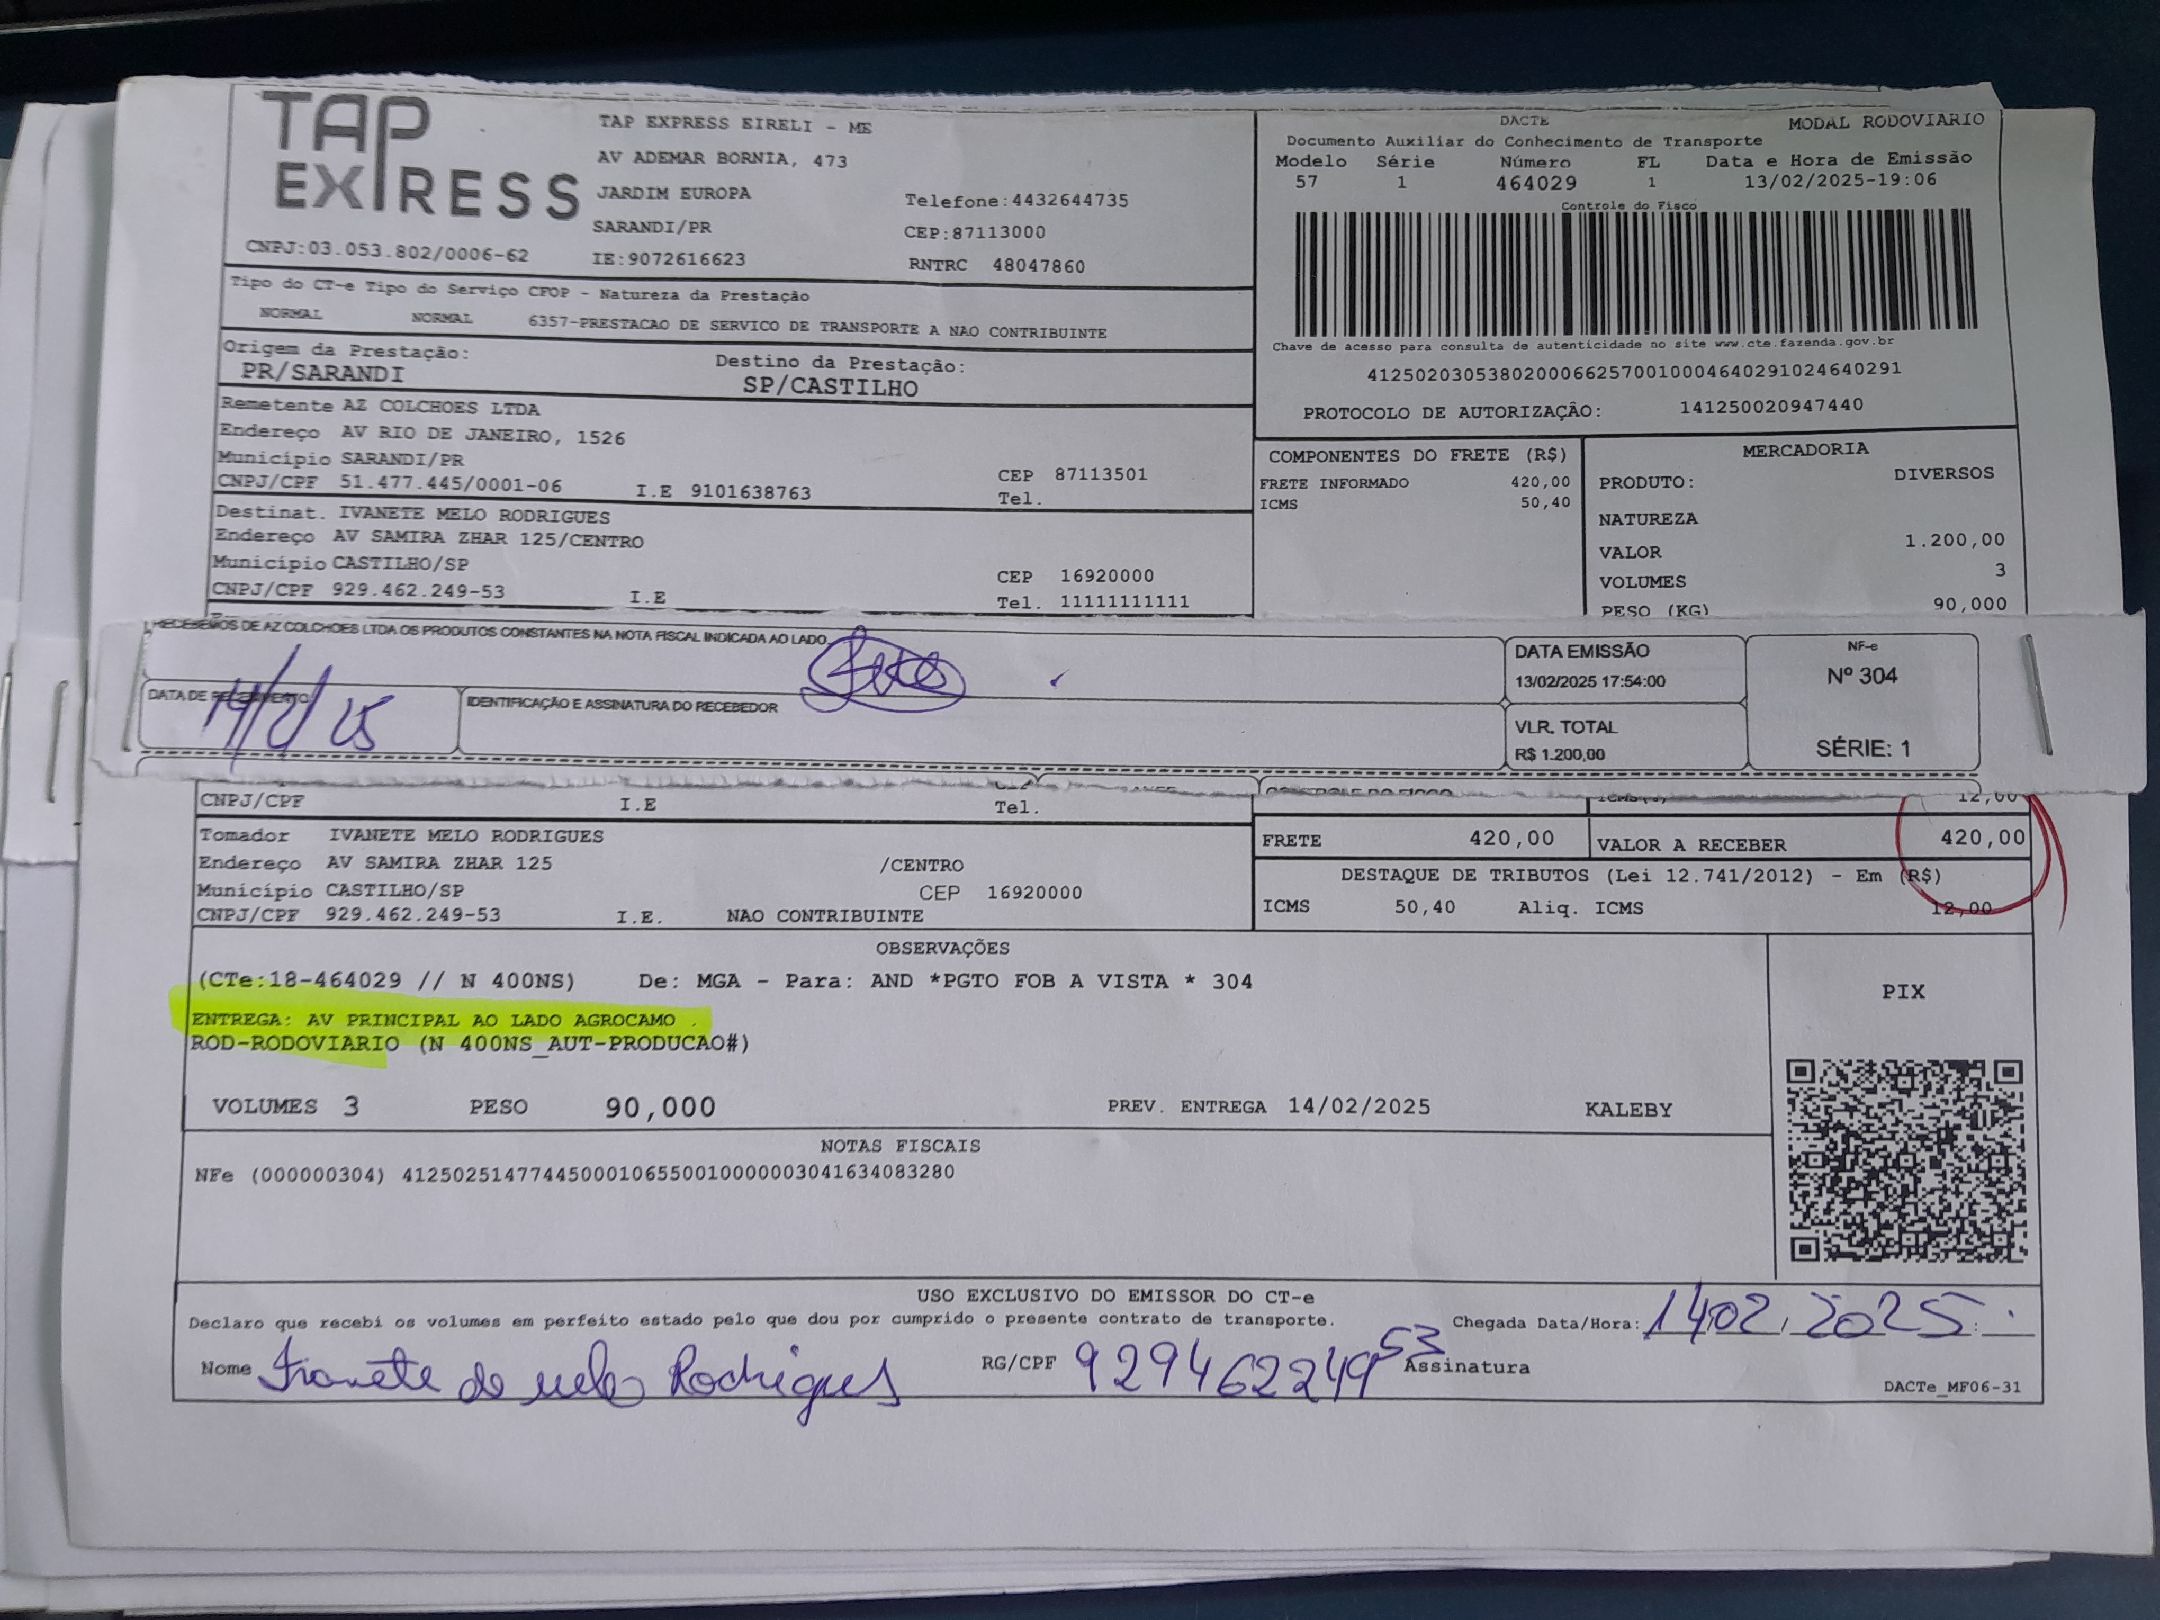 TAP EXPRESS
TAP EXPRESS EIRELI - ME
AV ADEMAR BORNIA, 473
JARDIM EUROPA
SARANDI/PR
CNPJ:03.053.802/0006-62
IE:9072616623
Telefone:4432644735
CEP:87113000
RNTRC 48047860
DACTE MODAL RODOVIARIO
Documento Auxiliar do Conhecimento de Transporte
Modelo Série Número FL Data e Hora de Emissão
57 1 464029 1 13/02/2025-19:06
Controle do Fisco
Chave de acesso para consulta de autenticidade no site www.cte.fazenda.gov.br
41250203053802000662570010004640291024640291
PROTOCOLO DE AUTORIZAÇÃO: 141250020947440
Tipo do CT-e Tipo do Serviço CFOP - Natureza da Prestação
NORMAL NORMAL 6357-PRESTACAO DE SERVICO DE TRANSPORTE A NAO CONTRIBUINTE
Origem da Prestação: Destino da Prestação:
PR/SARANDI SP/CASTILHO
Remetente AZ COLCHOES LTDA
Endereço AV RIO DE JANEIRO, 1526
Município SARANDI/PR CEP 87113501
CNPJ/CPF 51.477.445/0001-06 I.E 9101638763 Tel.
Destinat. IVANETE MELO RODRIGUES
Endereço AV SAMIRA ZHAR 125/CENTRO
Município CASTILHO/SP CEP 16920000
CNPJ/CPF 929.462.249-53 I.E Tel. 11111111111
COMPONENTES DO FRETE (R$)
FRETE INFORMADO 420,00
ICMS 50,40
MERCADORIA
PRODUTO: DIVERSOS
NATUREZA
VALOR 1.200,00
VOLUMES 3
PESO (KG) 90,000
RECEBEMOS DE AZ COLCHOES LTDA OS PRODUTOS CONSTANTES NA NOTA FISCAL INDICADA AO LADO
DATA DE RECEBIMENTO
14/2/25
IDENTIFICAÇÃO E ASSINATURA DO RECEBEDOR
DATA EMISSÃO
13/02/2025 17:54:00
VLR. TOTAL
R$ 1.200,00
NF-e
Nº 304
SÉRIE: 1
CNPJ/CPF I.E Tel.
12,00
Tomador IVANETE MELO RODRIGUES
Endereço AV SAMIRA ZHAR 125 /CENTRO
Município CASTILHO/SP CEP 16920000
CNPJ/CPF 929.462.249-53 I.E. NAO CONTRIBUINTE
FRETE 420,00 VALOR A RECEBER 420,00
DESTAQUE DE TRIBUTOS (Lei 12.741/2012) - Em (R$)
ICMS 50,40 Aliq. ICMS 12,00
OBSERVAÇÕES
(CTe:18-464029 // N 400NS) De: MGA - Para: AND *PGTO FOB A VISTA * 304
ENTREGA: AV PRINCIPAL AO LADO AGROCAMO .
ROD-RODOVIARIO (N 400NS_AUT-PRODUCAO#)
VOLUMES 3 PESO 90,000 PREV. ENTREGA 14/02/2025 KALEBY
PIX
NOTAS FISCAIS
NFe (000000304) 41250251477445000106550010000003041634083280
USO EXCLUSIVO DO EMISSOR DO CT-e
Declaro que recebi os volumes em perfeito estado pelo que dou por cumprido o presente contrato de transporte.
Chegada Data/Hora: 14,02,2025
Nome Ivanete de melo Rodrigues RG/CPF 92946224953 Assinatura
DACTe_MF06-31